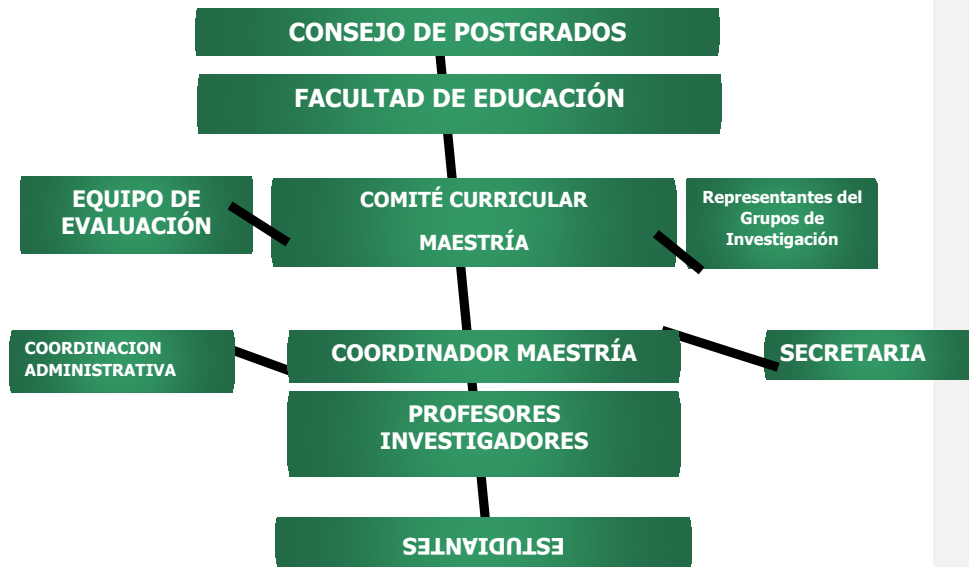 CONSEJO DE POSTGRADOS
FACULTAD DE EDUCACIÓN
EQUIPO DE
EVALUACIÓN
COMITÉ CURRICULAR
MAESTRÍA
Representantes del
Grupos de
Investigación
COORDINACION
ADMINISTRATIVA
COORDINADOR MAESTRÍA
SECRETARIA
PROFESORES
INVESTIGADORES
ESTUDIANTES